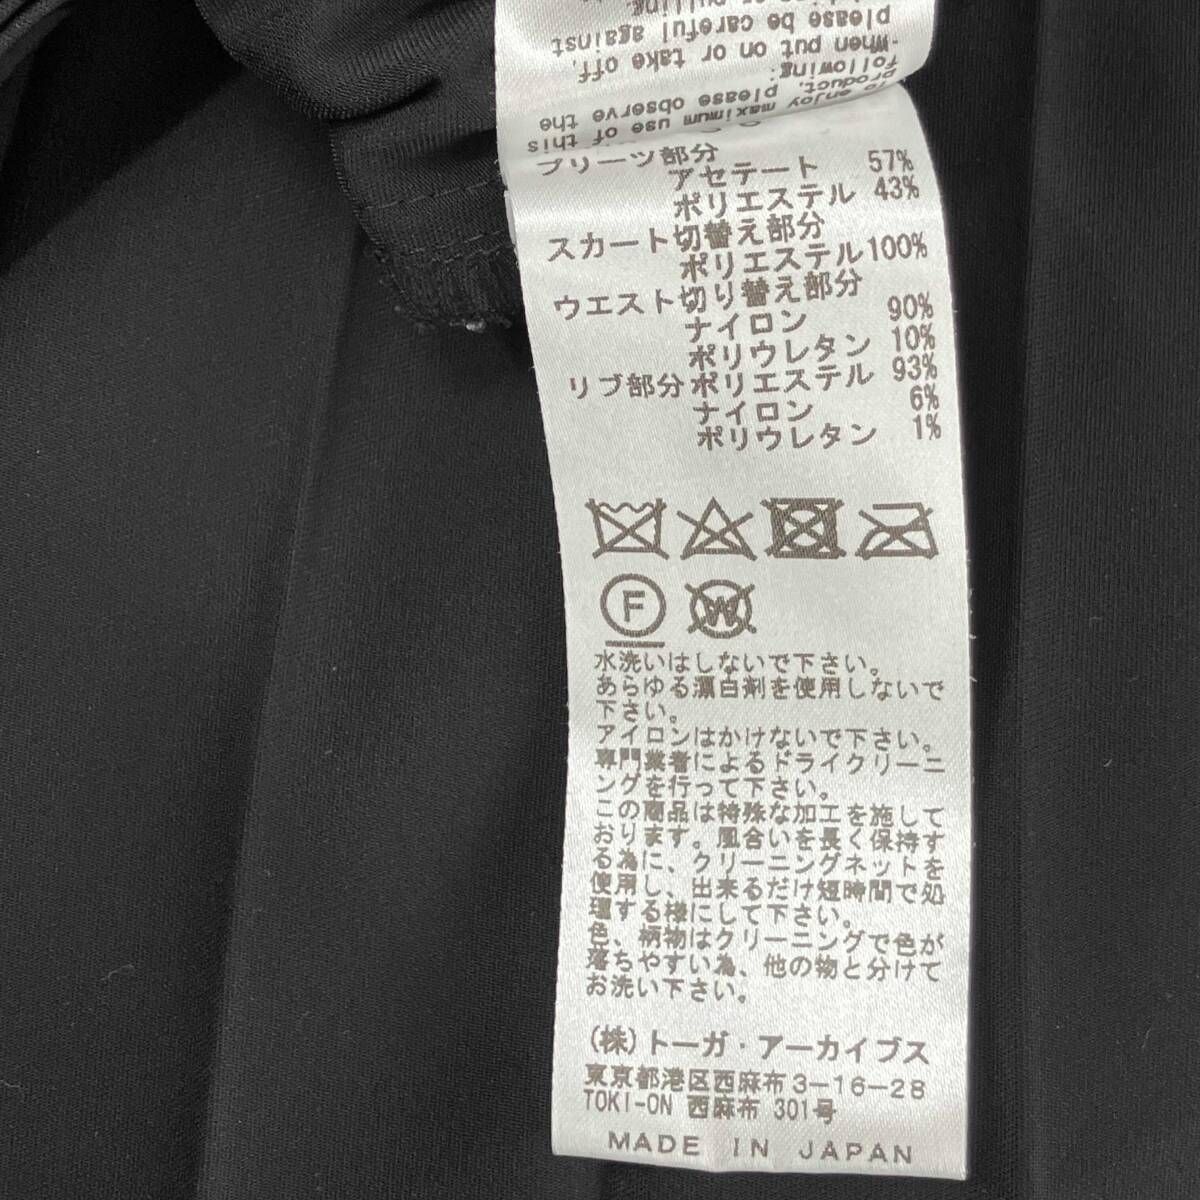 To enjoy maximum use of this
product, please observe the
following:
·When put on or take off,
please be careful against
or pulling.
プリーツ部分
アセテート 57%
ポリエステル 43%
スカート切替え部分
ポリエステル100%
ウエスト切り替え部分
ナイロン 90%
ポリウレタン 10%
リブ部分ポリエステル 93%
ナイロン 6%
ポリウレタン 1%
F
W
水洗いはしないで下さい。
あらゆる漂白剤を使用しないで
下さい。
アイロンはかけないで下さい。
専門業者によるドライクリーニ
ングを行って下さい。
この商品は特殊な加工を施して
おります。風合いを長く保持す
る為に、クリーニングネットを
使用し、出来るだけ短時間で処
理する様にして下さい。
色、柄物はクリーニングで色が
落ちやすい為、他の物と分けて
お洗い下さい。
(株)トーガ・アーカイブス
東京都港区西麻布3-16-28
TOKI-ON 西麻布 301号
MADE IN JAPAN